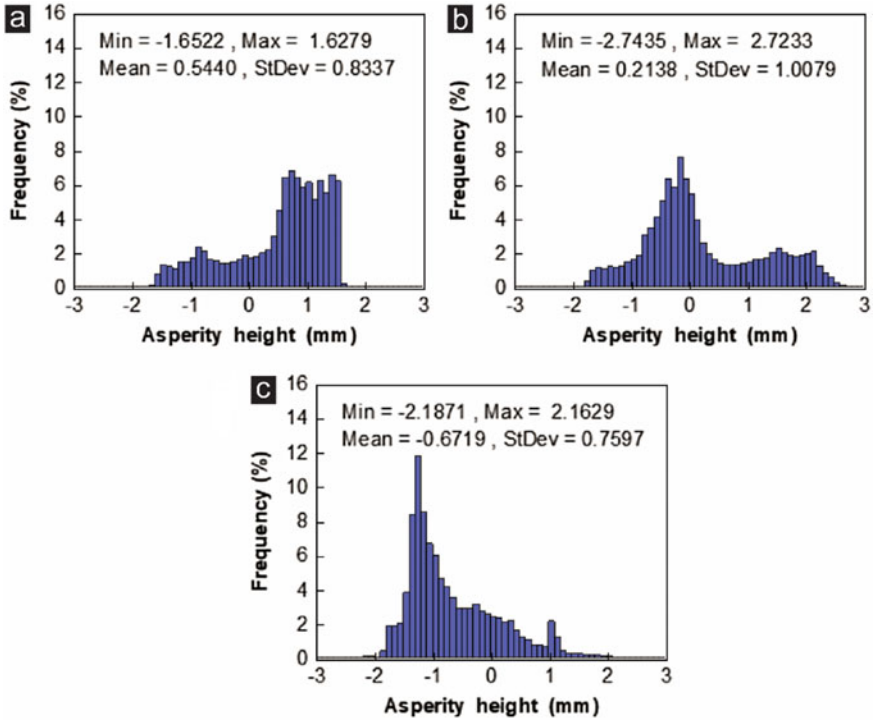 a
16
14
12
10
8
6
4
2
0
Frequency (%)
Min = -1.6522 , Max = 1.6279
Mean = 0.5440 , StDev = 0.8337
-3 -2 -1 0 1 2 3
Asperity height (mm)
b
16
14
12
10
8
6
4
2
0
Frequency (%)
Min = -2.7435 , Max = 2.7233
Mean = 0.2138 , StDev = 1.0079
-3 -2 -1 0 1 2 3
Asperity height (mm)
c
16
14
12
10
8
6
4
2
0
Frequency (%)
Min = -2.1871 , Max = 2.1629
Mean = -0.6719 , StDev = 0.7597
-3 -2 -1 0 1 2 3
Asperity height (mm)